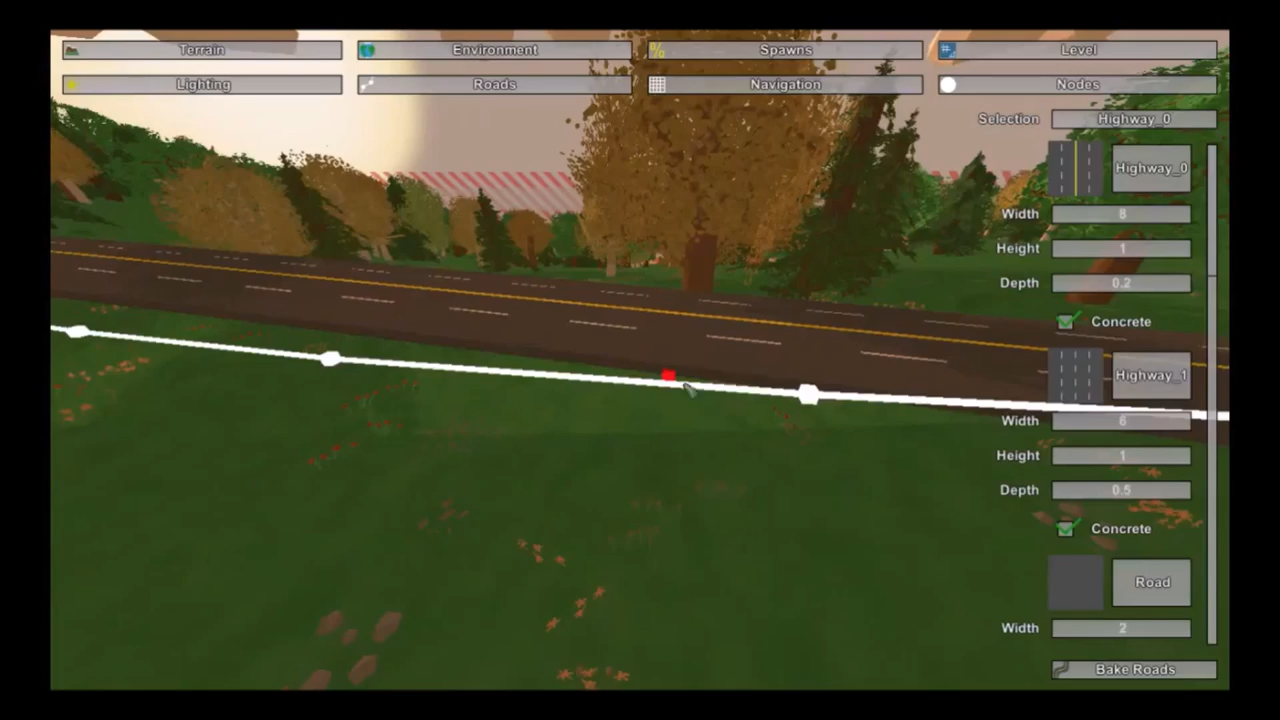 Terrain
Environment
Spawns
Level
Lighting
Roads
Navigation
Nodes
Selection Highway_0
Highway_0
Width 8
Height 1
Depth 0.2
Concrete
Highway_1
Width 6
Height 1
Depth 0.5
Concrete
Road
Width 2
Bake Roads